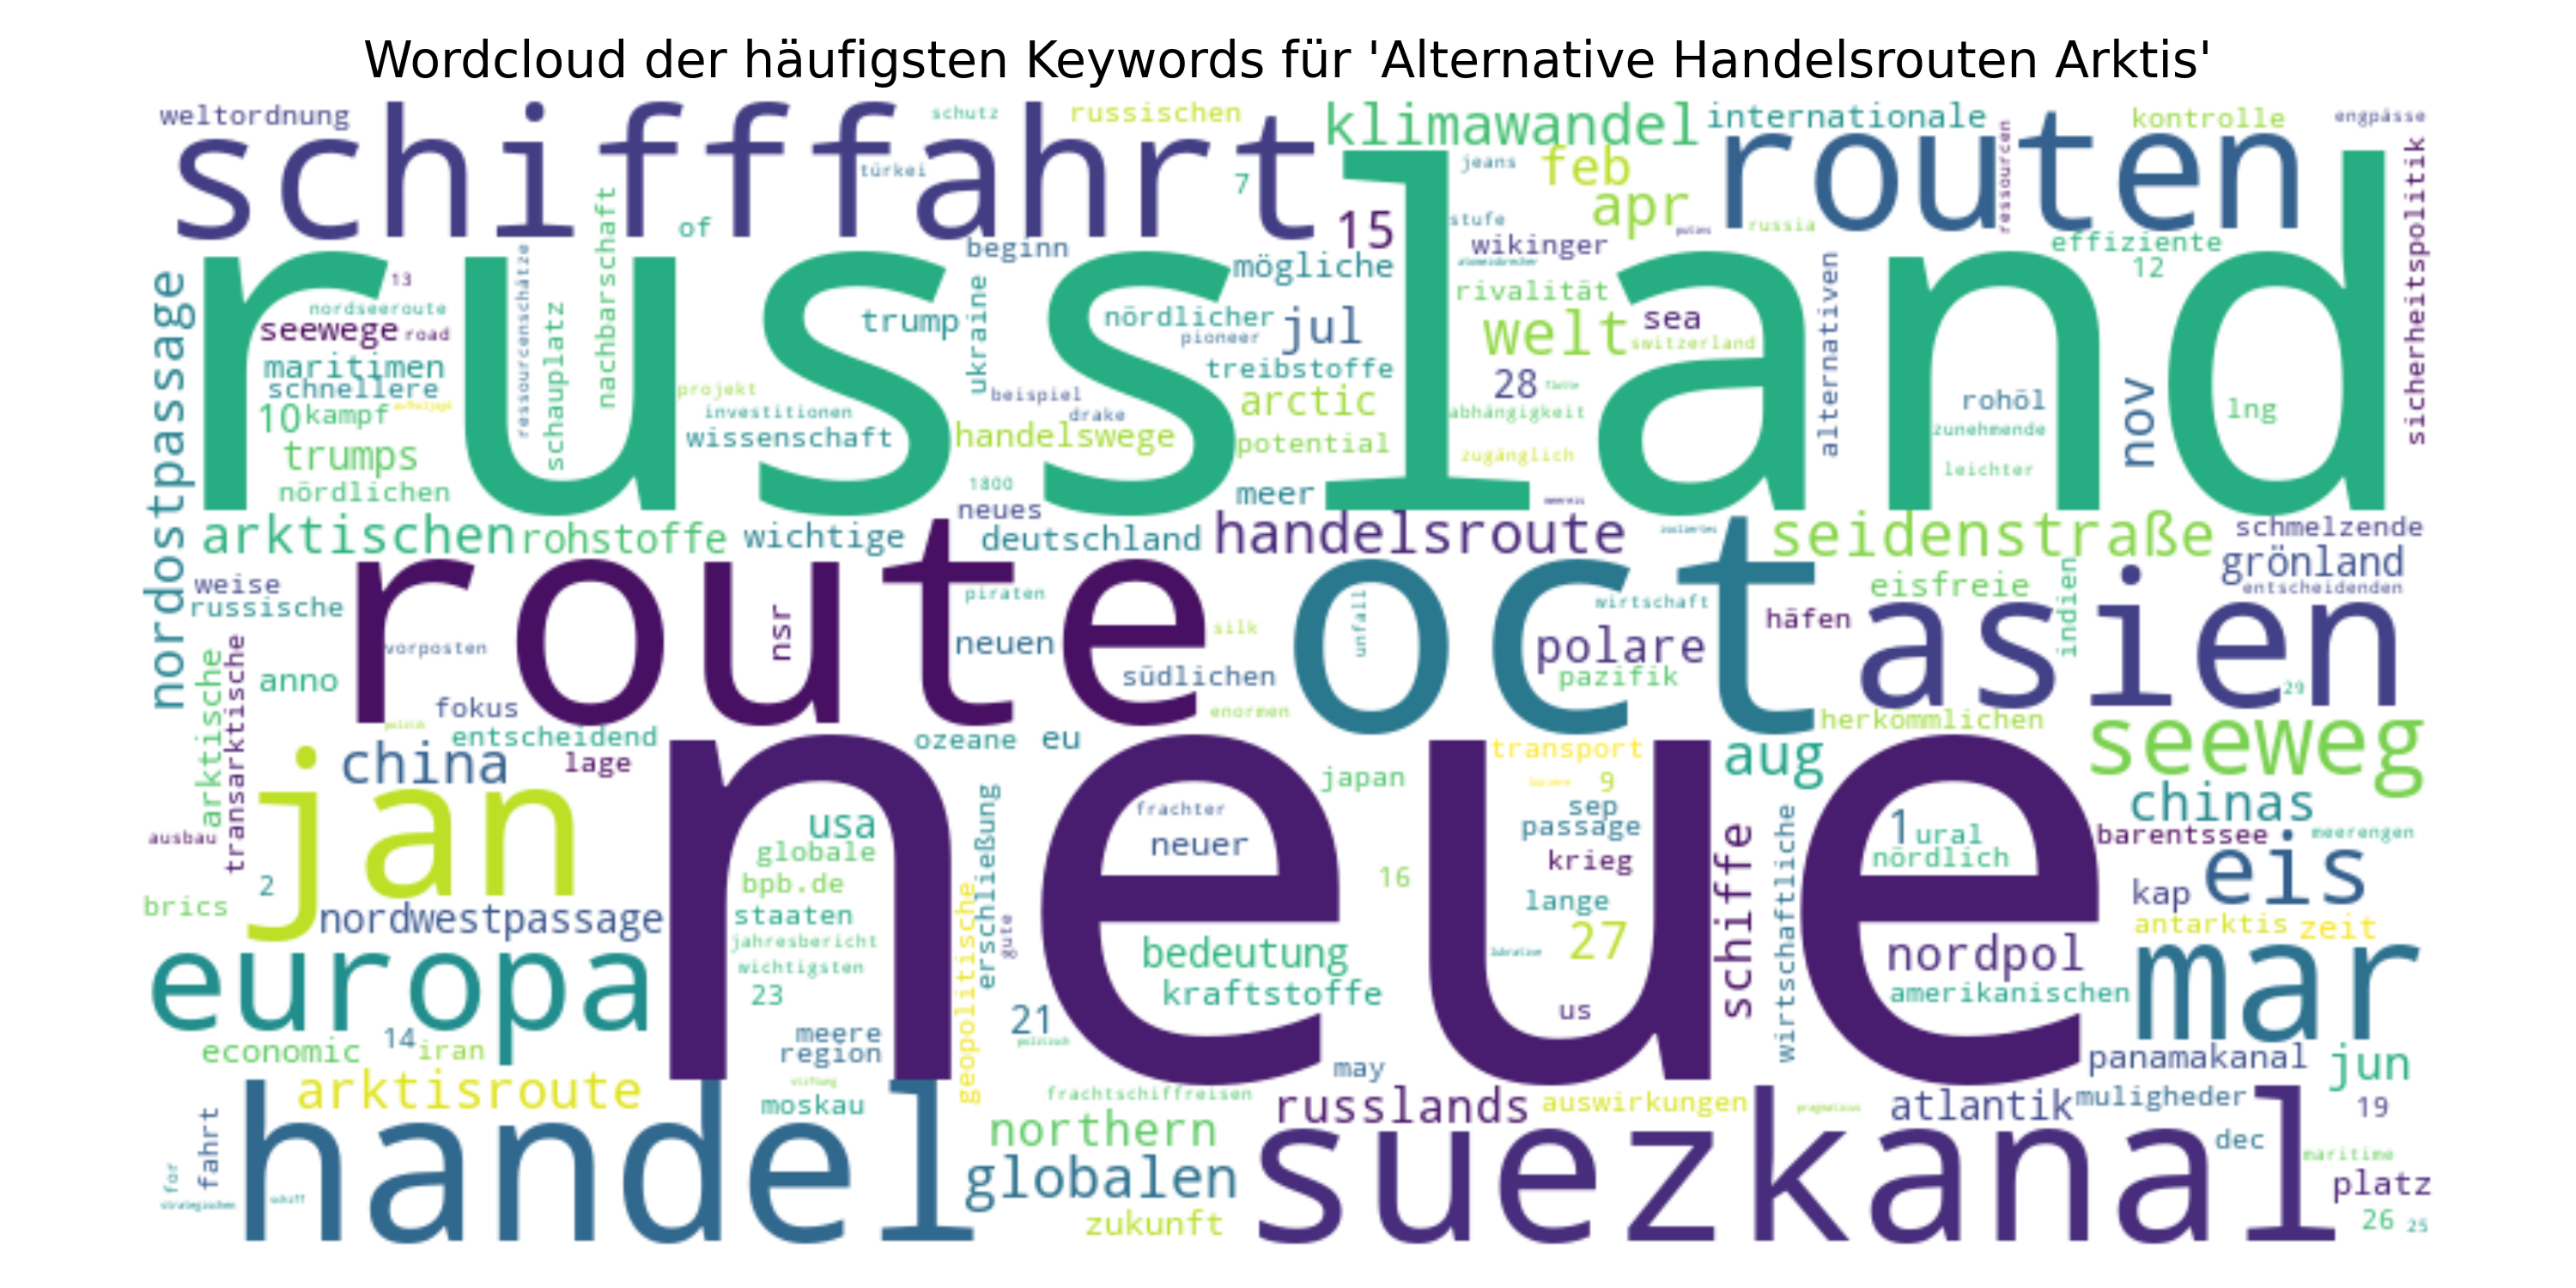 Wordcloud der häufigsten Keywords für 'Alternative Handelsrouten Arktis'
weltordnung
schifffahrt
schutz
russischen
klimawandel
internationale
routen
kontrolle
engpässe
türkei
7
jeans
feb
apr
ressourcen
sicherheitspolitik
of
15
stufe
russia
wikinger
effiziente
12
beginn
mögliche
russland
nordostpassage
13
nordseeroute
seewege
road
maritimen
schnellere
10
kampf
trumps
nördlichen
ressourcenschätze
schauplatz
nachbarschaft
projekt
investitionen
wissenschaft
trump
ukraine
beispiel
drake
handelswege
1800
nördlicher
pioneer
jul
treibstoffe
arctic
potential
meer
rivalität
welt
sea
switzerland
28
abhängigkeit
zugänglich
alternativen
rohöl
zunehmende
leichter
nov
lng
arktischen
rohstoffe
wichtige
neues
deutschland
handelsroute
seidenstraße
schmelzende
grönland
entscheidenden
weise
russische
route
nsr
vorposten
piraten
neuen
silk
südlichen
enormen
oct
unfall
wirtschaft
polare
pazifik
häfen
eisfreie
indien
asien
29
arktische
transarktische
anno
fokus
entscheidend
lage
ozeane
eu
herkömmlichen
seeweg
china
jan
2
ausbau
brics
nordwestpassage
neue
usa
globale
bpb.de
staaten
jahresbericht
wichtigsten
23
meere
region
geopolitische
erschließung
gute
frachter
neuer
bedeutung
kraftstoffe
21
japan
16
transport
9
sep
passage
krieg
lange
27
us
aug
schiffe
wirtschaftliche
1
ural
nördlich
nordpol
amerikanischen
chinas
barentssee
meerengen
eis
kap
antarktis
zeit
mar
europa
14
economic
iran
arktisroute
moskau
may
panamakanal
jun
fahrt
for
handel
frachtschiffreisen
northern
globalen
zukunft
russlands
auswirkungen
atlantik
muligheder
19
suezkanal
dec
maritime
platz
26
25